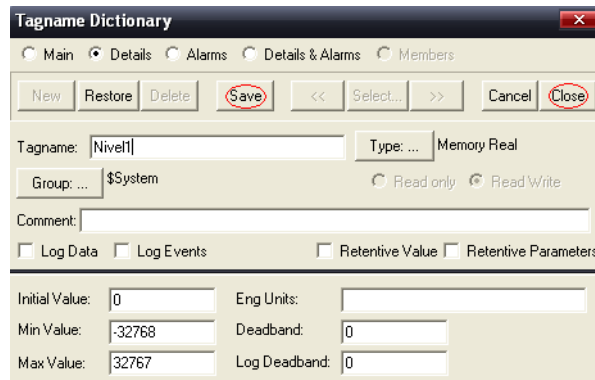 Tagname Dictionary
Main Details Alarms Details & Alarms Members
New Restore Delete Save << Select... >> Cancel Close
Tagname: Nivel1 Type: ... Memory Real
Group: ... $System Read only Read Write
Comment:
Log Data Log Events Retentive Value Retentive Parameters
Initial Value: 0 Eng Units:
Min Value: -32768 Deadband: 0
Max Value: 32767 Log Deadband: 0